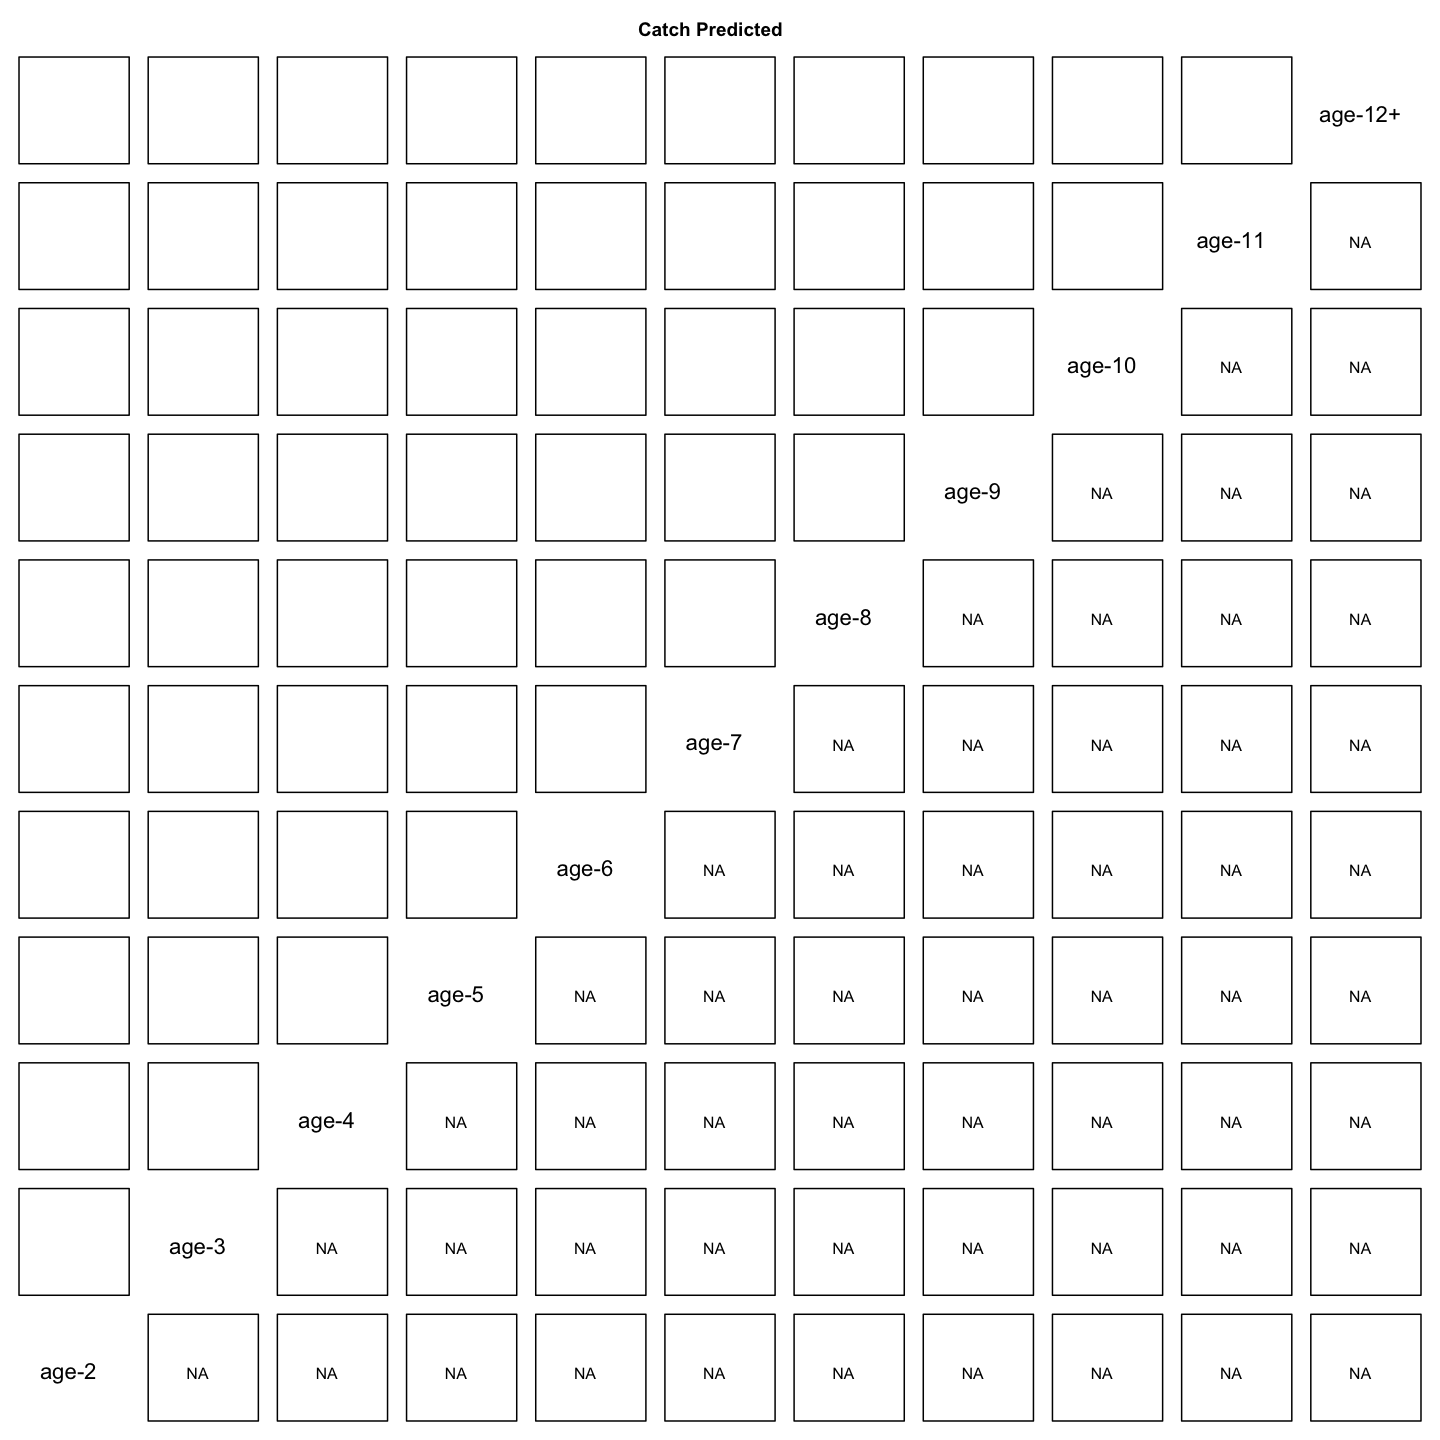 Catch Predicted
age-12+
age-11 NA
age-10 NA NA
age-9 NA NA NA
age-8 NA NA NA NA
age-7 NA NA NA NA NA
age-6 NA NA NA NA NA NA
age-5 NA NA NA NA NA NA NA
age-4 NA NA NA NA NA NA NA NA
age-3 NA NA NA NA NA NA NA NA NA
age-2 NA NA NA NA NA NA NA NA NA NA